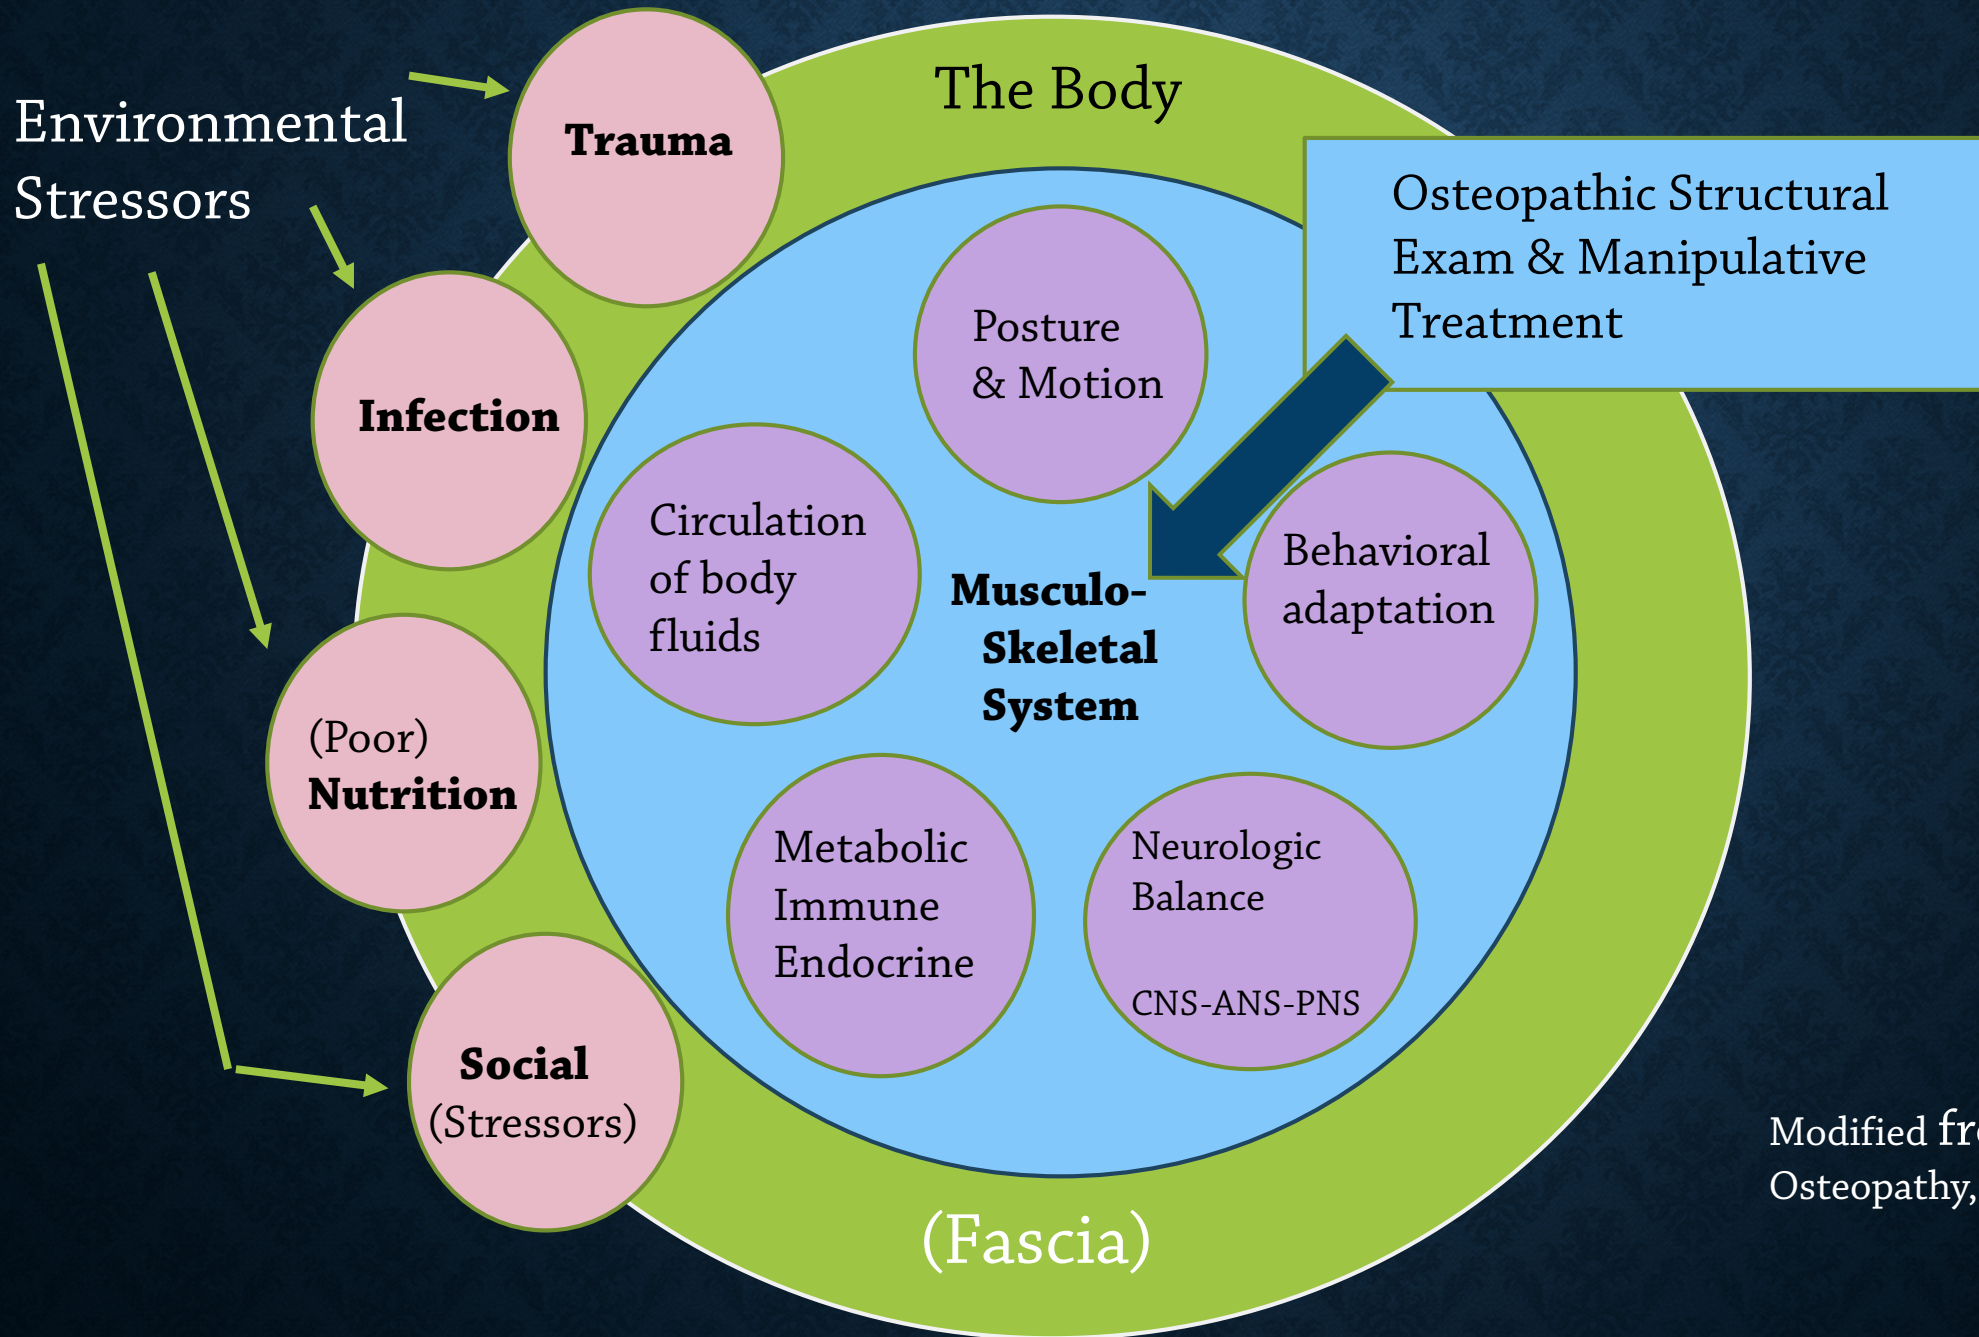 Environmental
Stressors
Trauma
Infection
(Poor)
Nutrition
Social
(Stressors)
The Body
Osteopathic Structural
Exam & Manipulative
Treatment
Posture
& Motion
Circulation
of body
fluids
Musculo-
Skeletal
System
Behavioral
adaptation
Metabolic
Immune
Endocrine
Neurologic
Balance
CNS-ANS-PNS
(Fascia)
Modified
Osteopathy,